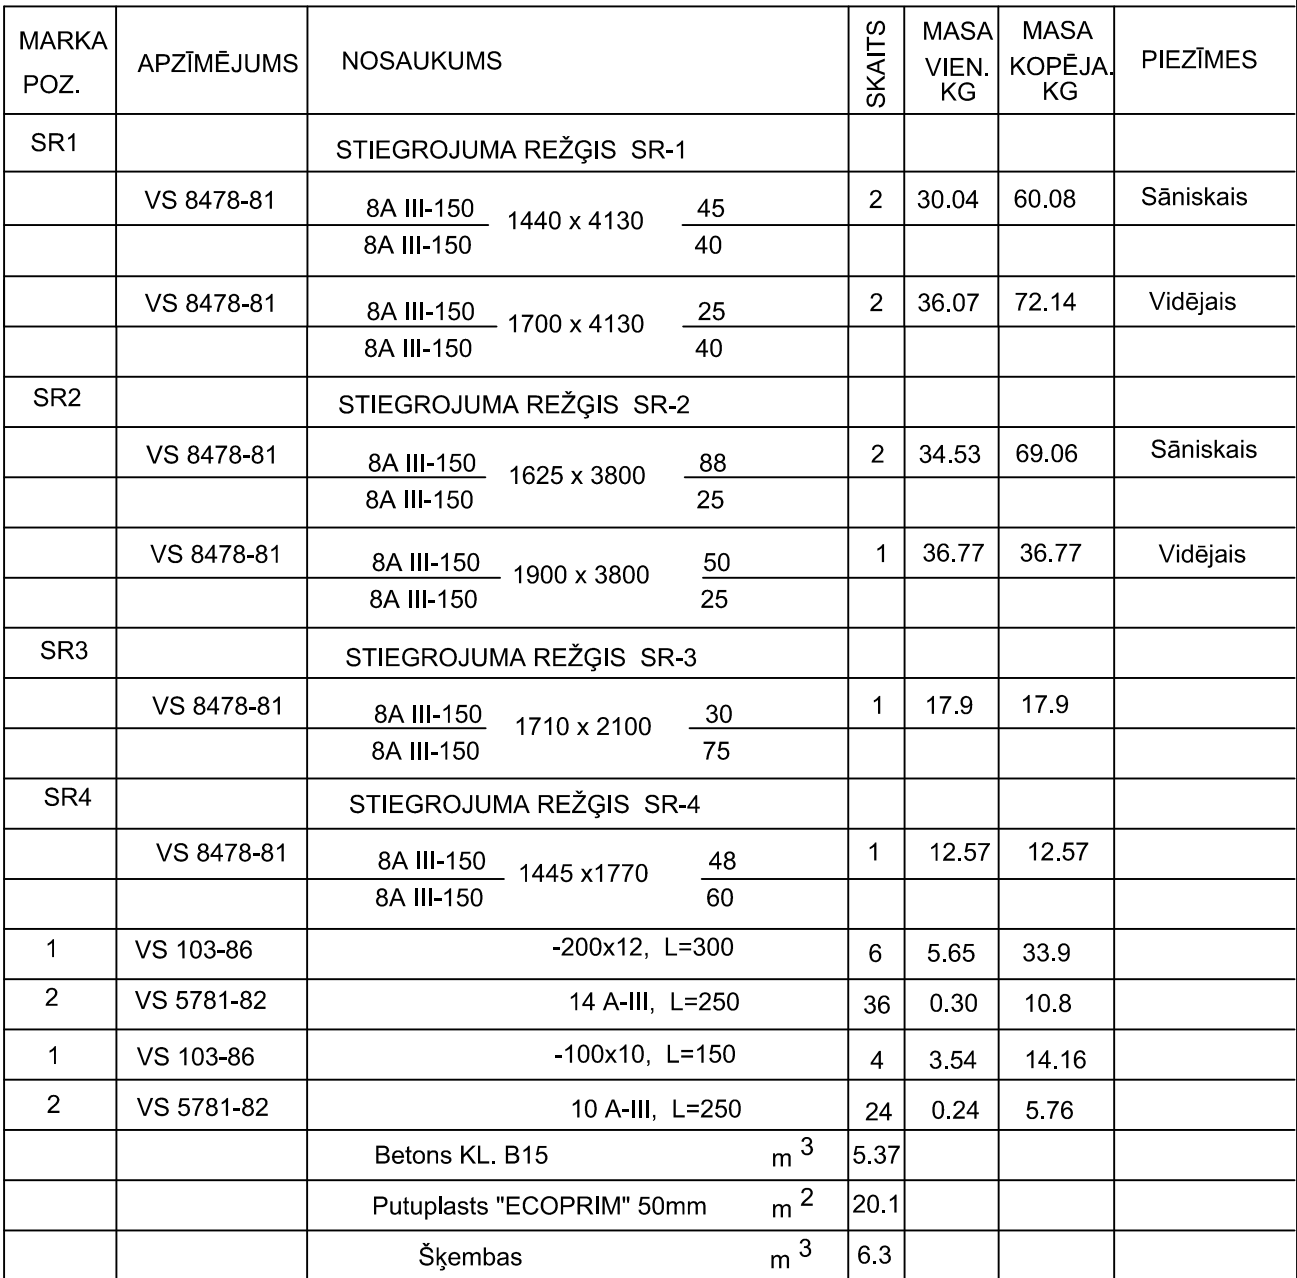 MARKA POZ. APZĪMĒJUMS NOSAUKUMS SKAITS MASA VIEN. KG MASA KOPĒJA. KG PIEZĪMES
SR1 STIEGROJUMA REŽĢIS SR-1
VS 8478-81 8A III-150 1440 x 4130 45 2 30.04 60.08 Sāniskais
8A III-150 40
VS 8478-81 8A III-150 1700 x 4130 25 2 36.07 72.14 Vidējais
8A III-150 40
SR2 STIEGROJUMA REŽĢIS SR-2
VS 8478-81 8A III-150 1625 x 3800 88 2 34.53 69.06 Sāniskais
8A III-150 25
VS 8478-81 8A III-150 1900 x 3800 50 1 36.77 36.77 Vidējais
8A III-150 25
SR3 STIEGROJUMA REŽĢIS SR-3
VS 8478-81 8A III-150 1710 x 2100 30 1 17.9 17.9
8A III-150 75
SR4 STIEGROJUMA REŽĢIS SR-4
VS 8478-81 8A III-150 1445 x1770 48 1 12.57 12.57
8A III-150 60
1 VS 103-86 -200x12, L=300 6 5.65 33.9
2 VS 5781-82 14 A-III, L=250 36 0.30 10.8
1 VS 103-86 -100x10, L=150 4 3.54 14.16
2 VS 5781-82 10 A-III, L=250 24 0.24 5.76
Betons KL. B15 m 3 5.37
Putuplasts "ECOPRIM" 50mm m 2 20.1
Šķembas m 3 6.3